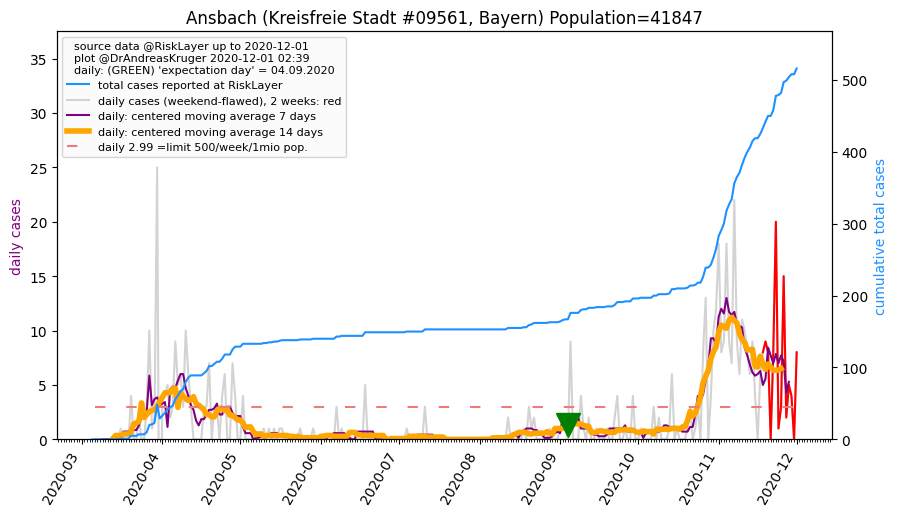 Ansbach (Kreisfreie Stadt #09561, Bayern) Population=41847
source data @RiskLayer up to 2020-12-01
plot @DrAndreasKruger 2020-12-01 02:39
daily: (GREEN) 'expectation day' = 04.09.2020
total cases reported at RiskLayer
daily cases (weekend-flawed), 2 weeks: red
daily: centered moving average 7 days
daily: centered moving average 14 days
daily 2.99 =limit 500/week/1mio pop.
daily cases
35
30
25
20
15
10
5
0
cumulative total cases
500
400
300
200
100
0
2020-03
2020-04
2020-05
2020-06
2020-07
2020-08
2020-09
2020-10
2020-11
2020-12